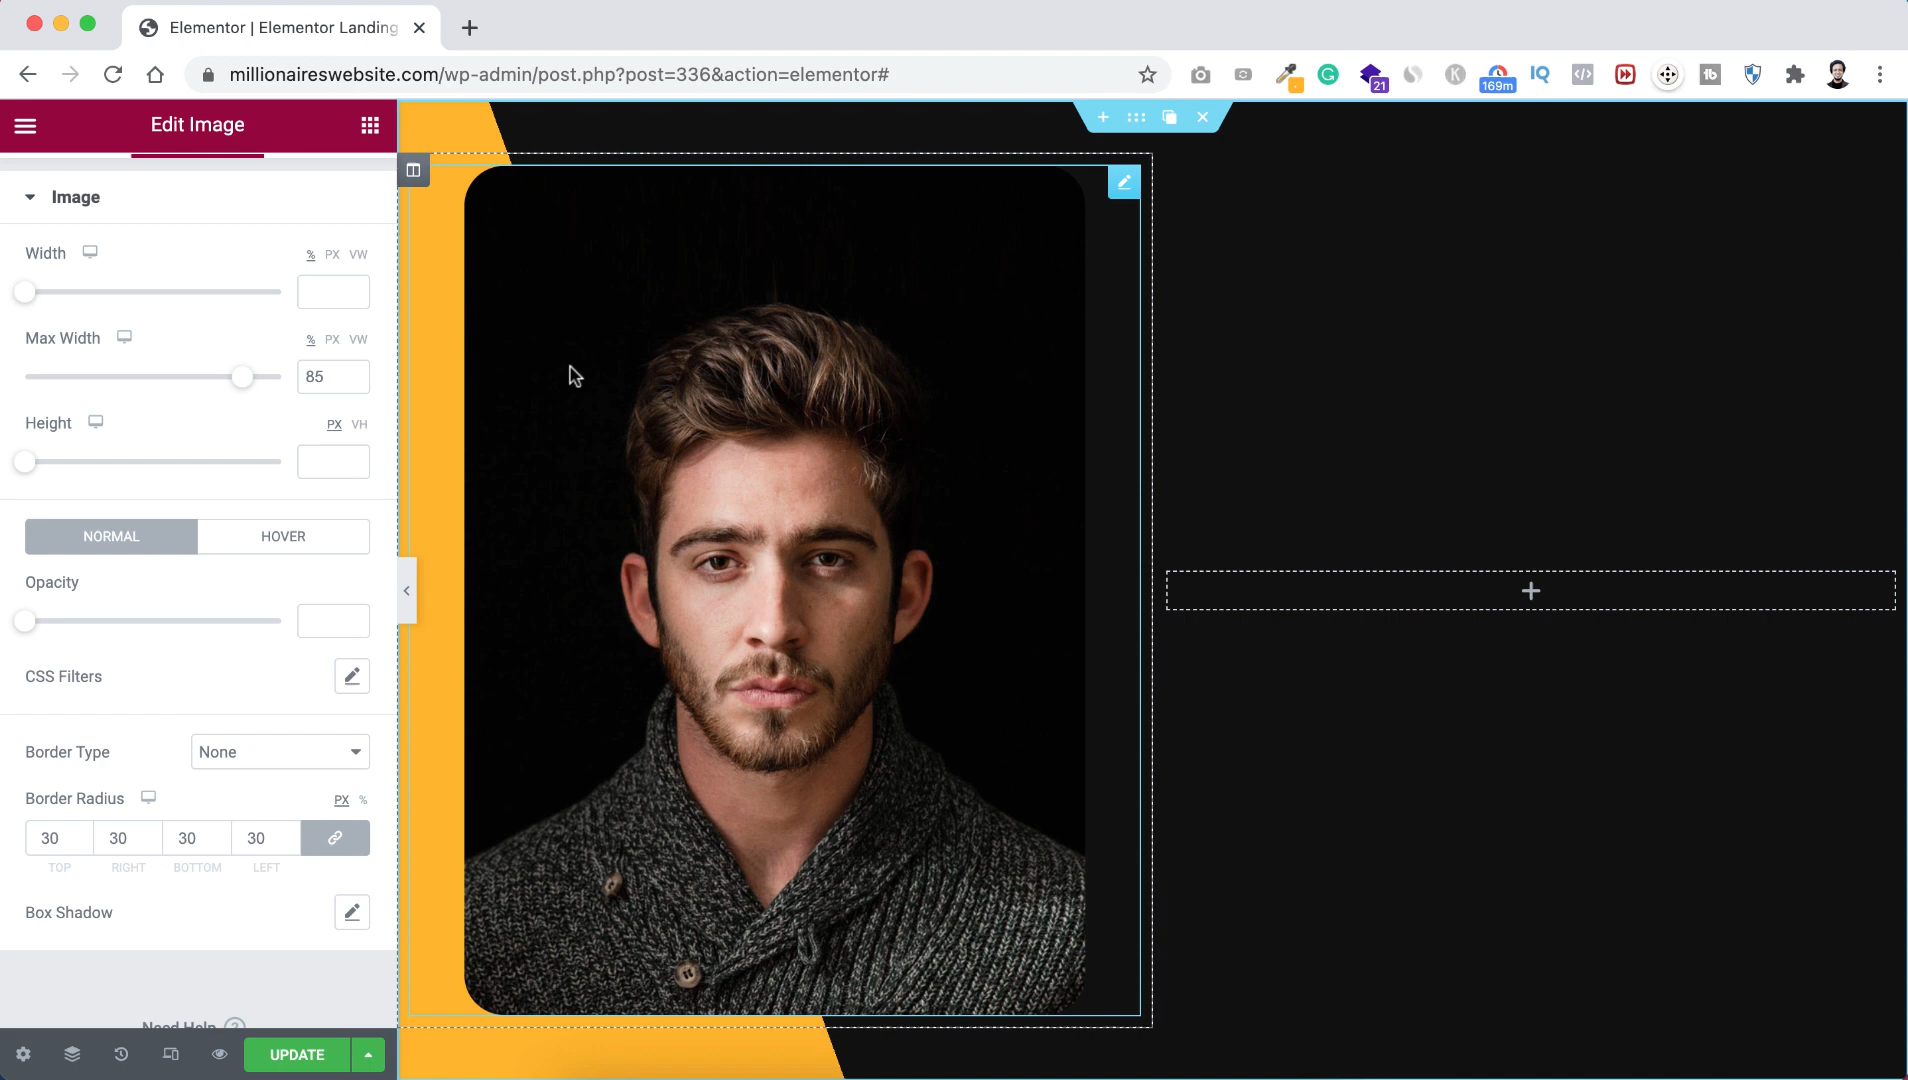 Elementor | Elementor Landing
millionaireswebsite.com/wp-admin/post.php?post=336&action=elementor#
21
169m
IQ
Edit Image
Image
Width
% PX VW
Max Width
% PX VW
85
Height
PX VH
NORMAL HOVER
Opacity
CSS Filters
Border Type None
Border Radius
PX %
30 30 30 30
TOP RIGHT BOTTOM LEFT
Box Shadow
Need Help
UPDATE